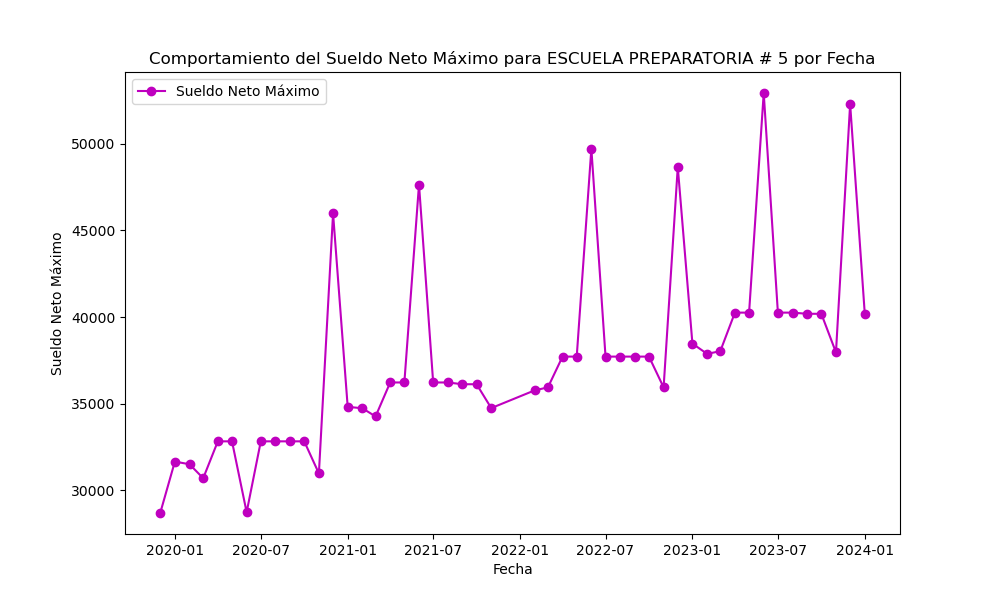 Comportamiento del Sueldo Neto Máximo para ESCUELA PREPARATORIA # 5 por Fecha
Sueldo Neto Máximo
50000
45000
40000
35000
30000
Sueldo Neto Máximo
2020-01 2020-07 2021-01 2021-07 2022-01 2022-07 2023-01 2023-07 2024-01
Fecha